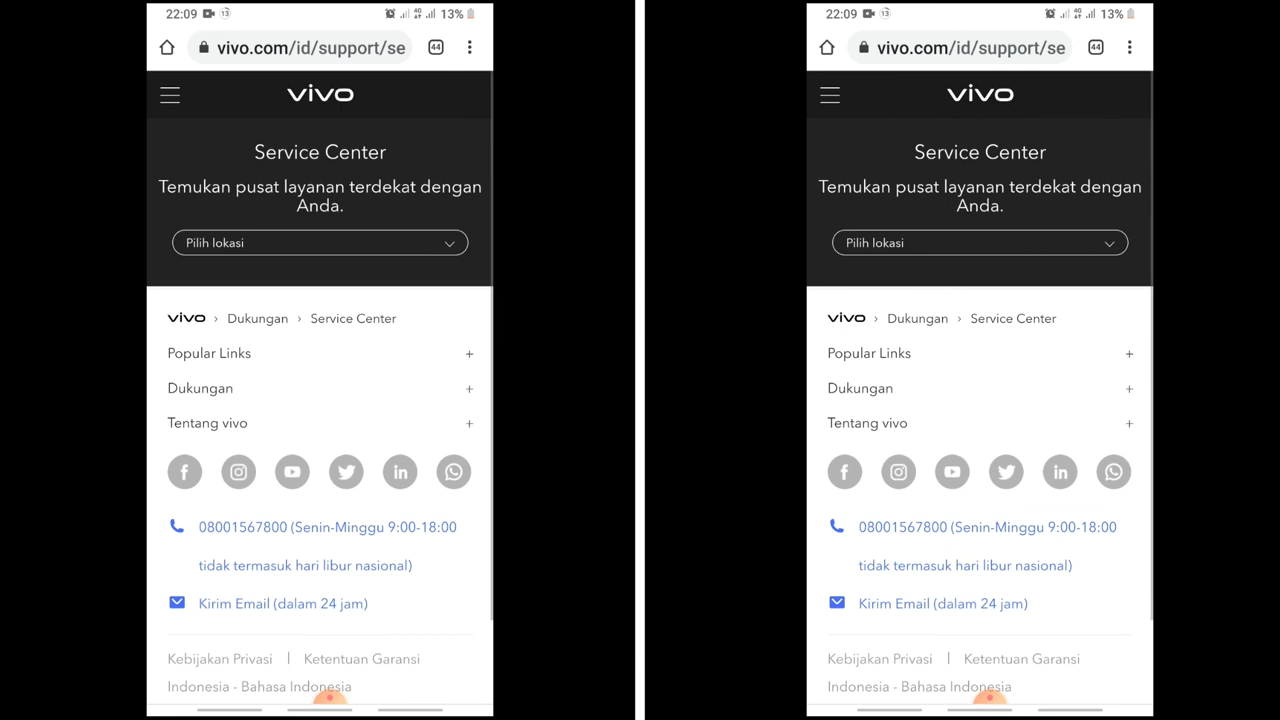 22:09 13 4G 13%
vivo.com/id/support/se 44
vivo
Service Center
Temukan pusat layanan terdekat dengan
Anda.
Pilih lokasi
vivo > Dukungan > Service Center
Popular Links +
Dukungan +
Tentang vivo +
08001567800 (Senin-Minggu 9:00-18:00
tidak termasuk hari libur nasional)
Kirim Email (dalam 24 jam)
Kebijakan Privasi | Ketentuan Garansi
Indonesia - Bahasa Indonesia
22:09 13 4G 13%
vivo.com/id/support/se 44
vivo
Service Center
Temukan pusat layanan terdekat dengan
Anda.
Pilih lokasi
vivo > Dukungan > Service Center
Popular Links +
Dukungan +
Tentang vivo +
08001567800 (Senin-Minggu 9:00-18:00
tidak termasuk hari libur nasional)
Kirim Email (dalam 24 jam)
Kebijakan Privasi | Ketentuan Garansi
Indonesia - Bahasa Indonesia